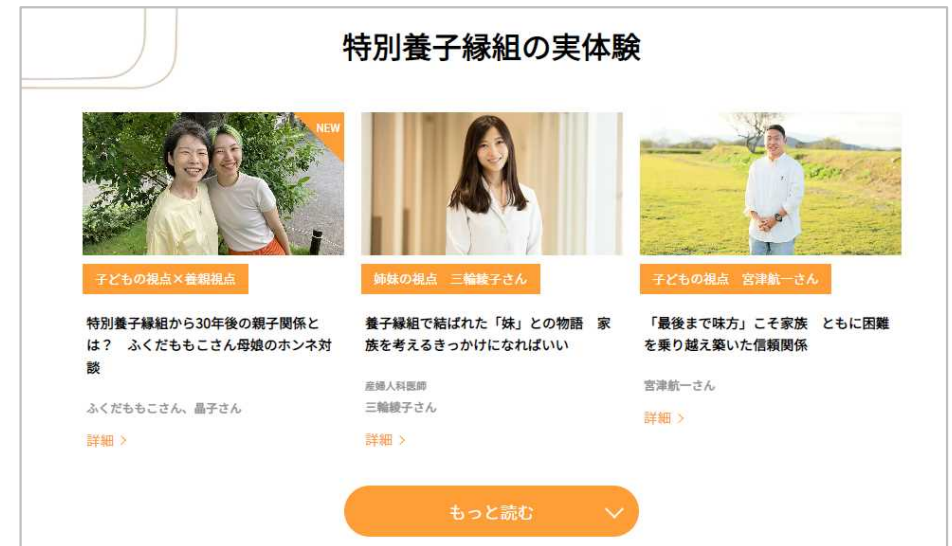 特別養子縁組の実体験
NEW
子どもの視点×養親視点
特別養子縁組から30年後の親子関係と
は？　ふくだももこさん母娘のホンネ対
談
ふくだももこさん、晶子さん
詳細 >
姉妹の視点　三輪綾子さん
養子縁組で結ばれた「妹」との物語　家
族を考えるきっかけになればいい
産婦人科医師
三輪綾子さん
詳細 >
子どもの視点　宮津航一さん
「最後まで味方」こそ家族　ともに困難
を乗り越え築いた信頼関係
宮津航一さん
詳細 >
もっと読む